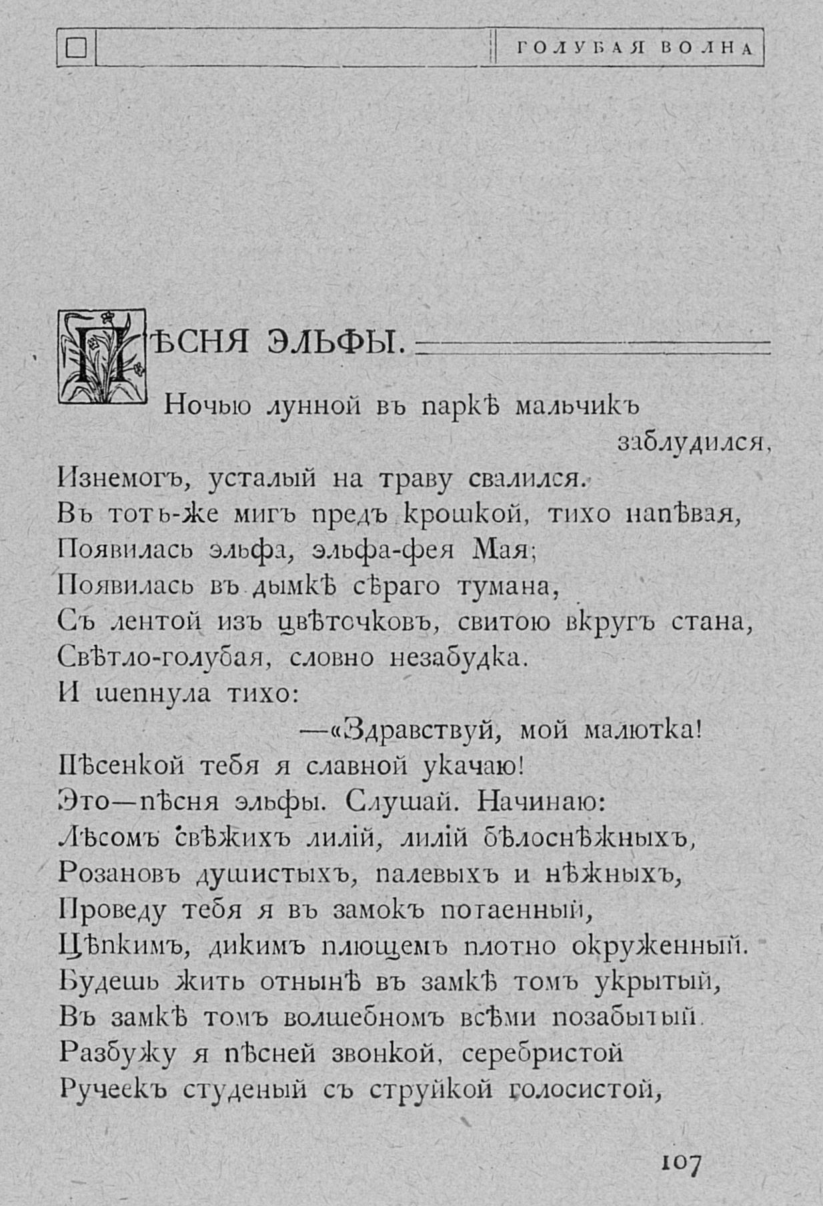 ГОЛУБАЯ ВОЛНА
ПѢСНЯ ЭЛЬФЫ.
Ночью лунной въ паркѣ мальчикъ
заблудился,
Изнемогъ, усталый на траву свалился.
Въ тотъ-же мигъ предъ крошкой, тихо напѣвая,
Появилась эльфа, эльфа-фея Мая;
Появилась въ дымкѣ сѣраго тумана,
Съ лентой изъ цвѣточковъ, свитою вкругъ стана,
Свѣтло-голубая, словно незабудка.
И шепнула тихо:
—«Здравствуй, мой малютка!
Пѣсенкой тебя я славной укачаю!
Это—пѣсня эльфы. Слушай. Начинаю:
Лѣсомъ свѣжихъ лилій, лилій бѣлоснѣжныхъ,
Розановъ душистыхъ, палевыхъ и нѣжныхъ,
Проведу тебя я въ замокъ потаенный,
Цѣпкимъ, дикимъ плющемъ плотно окруженный.
Будешь жить отнынѣ въ замкѣ томъ укрытый,
Въ замкѣ томъ волшебномъ всѣми позабытый.
Разбужу я пѣсней звонкой, серебристой
Ручеекъ студеный съ струйкой голосистой,
107